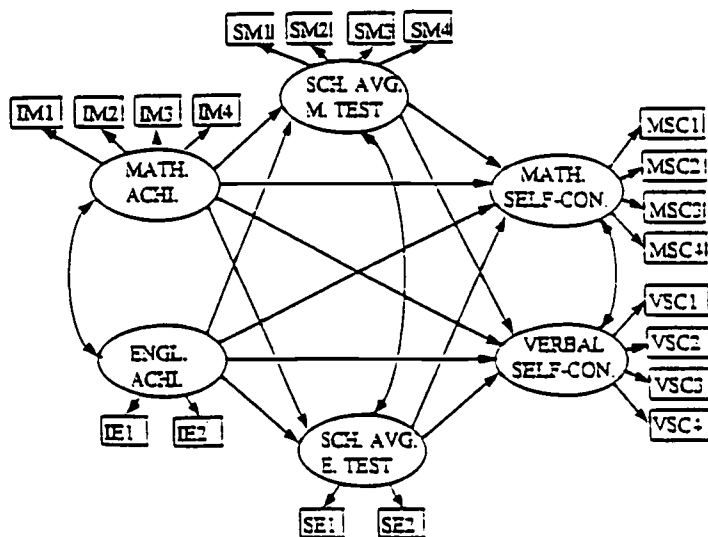 SM1 SM2 SM3 SM4
SCH. AVG.
M. TEST
IM1 IM2 IM3 IM4
MATH.
ACHI.
MATH.
SELF-CON.
MSC1
MSC2
MSC3
MSC4
ENGL.
ACHI.
VERBAL
SELF-CON.
VSC1
VSC2
VSC3
VSC4
IE1 IE2
SCH. AVG.
E. TEST
SE1 SE2